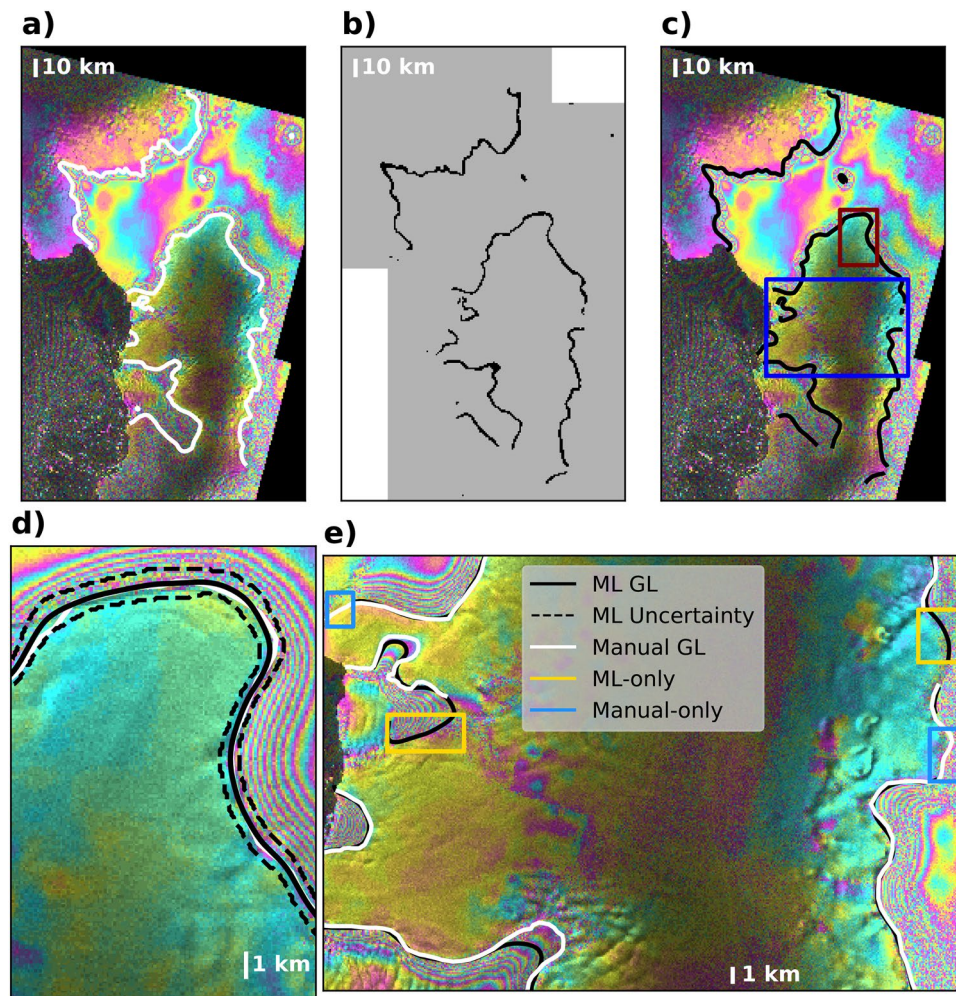 a)
b)
c)
10 km
10 km
10 km
d)
e)
ML GL
ML Uncertainty
Manual GL
ML-only
Manual-only
1 km
1 km